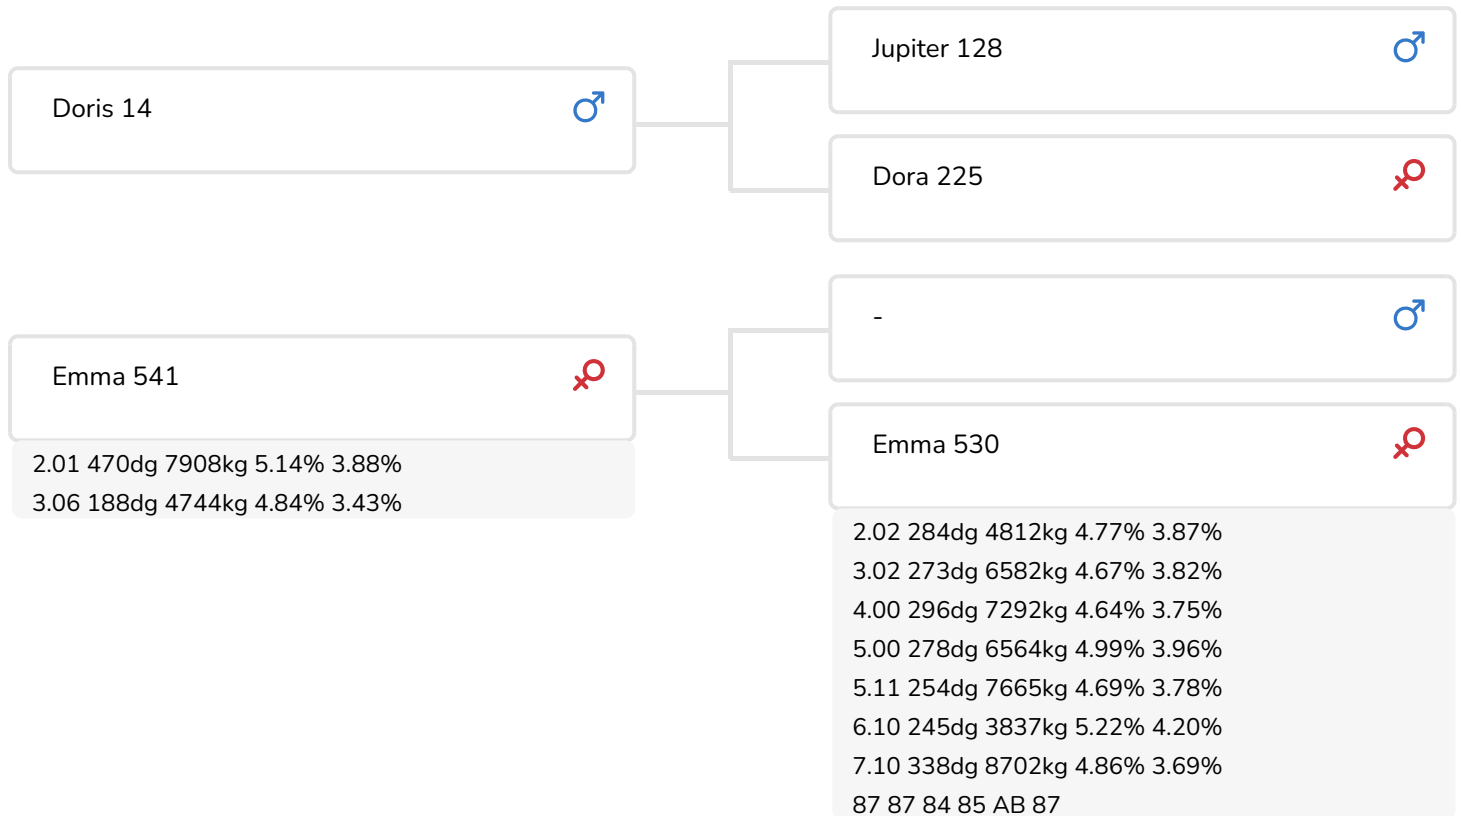 Doris 14
Jupiter 128
Dora 225
Emma 541
2.01 470dg 7908kg 5.14% 3.88%
3.06 188dg 4744kg 4.84% 3.43%
-
Emma 530
2.02 284dg 4812kg 4.77% 3.87%
3.02 273dg 6582kg 4.67% 3.82%
4.00 296dg 7292kg 4.64% 3.75%
5.00 278dg 6564kg 4.99% 3.96%
5.11 254dg 7665kg 4.69% 3.78%
6.10 245dg 3837kg 5.22% 4.20%
7.10 338dg 8702kg 4.86% 3.69%
87 87 84 85 AB 87